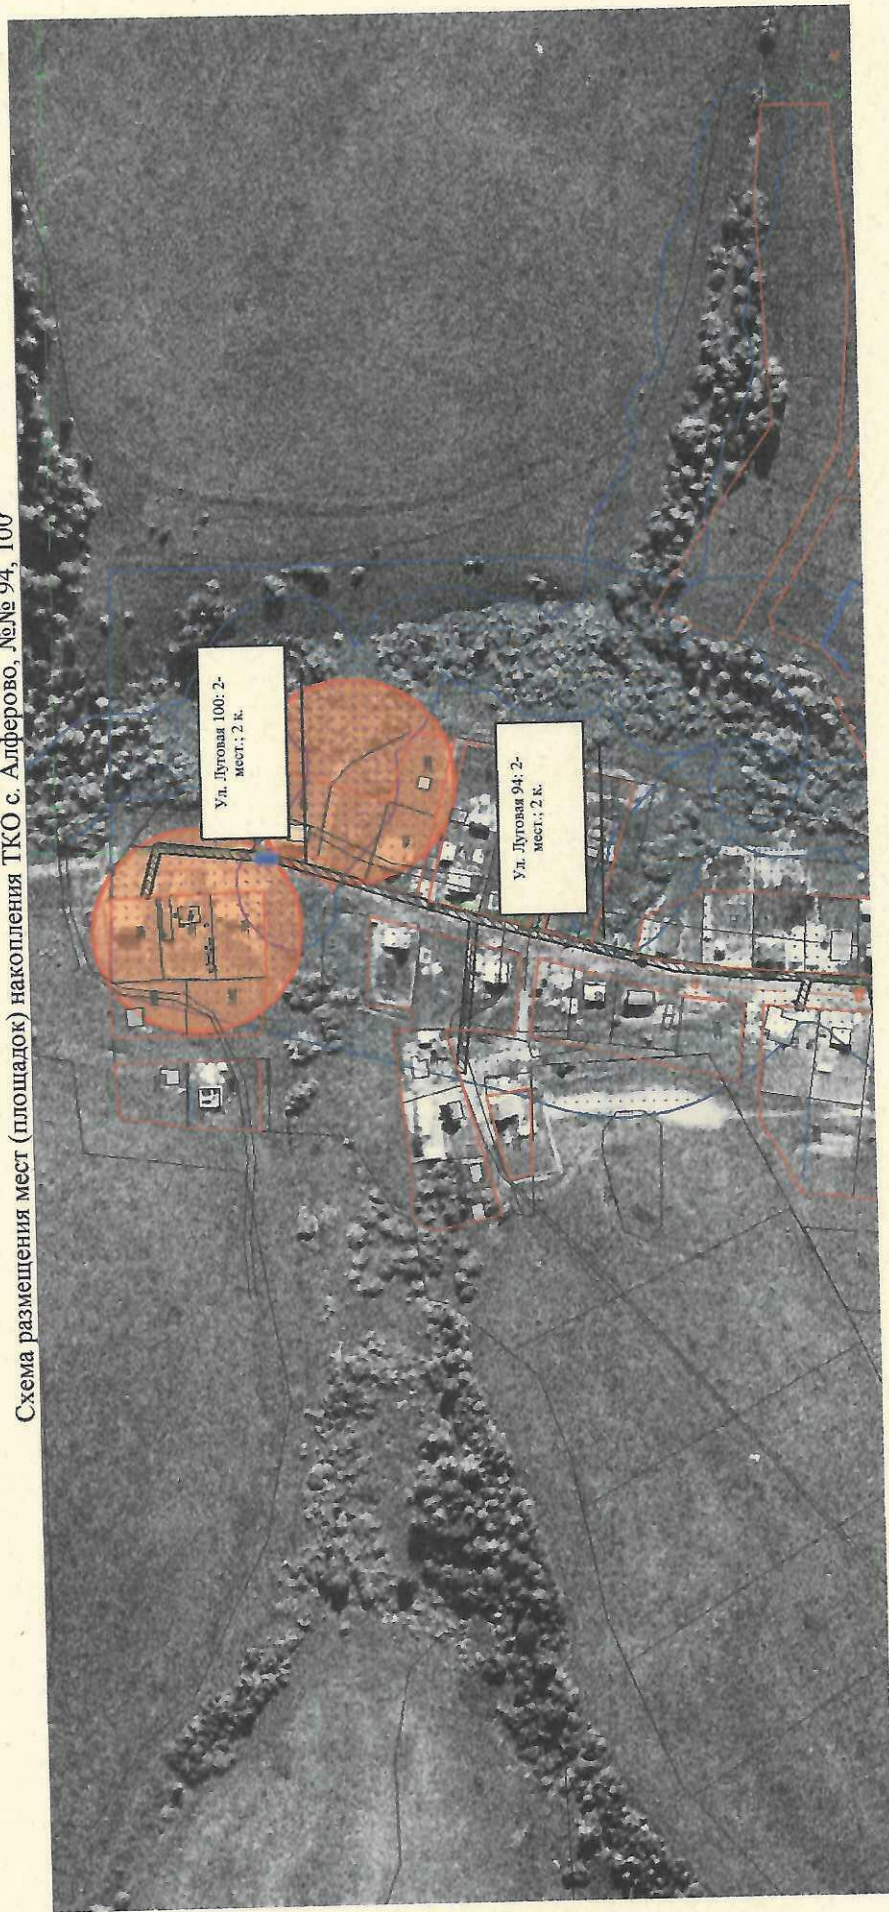 Схема размещения мест (площадок) накопления ТКО с. Алферово, №№ 94, 100
Ул. Луговая 100: 2-
мест.; 2 к.
Ул. Луговая 94: 2-
мест.; 2 к.